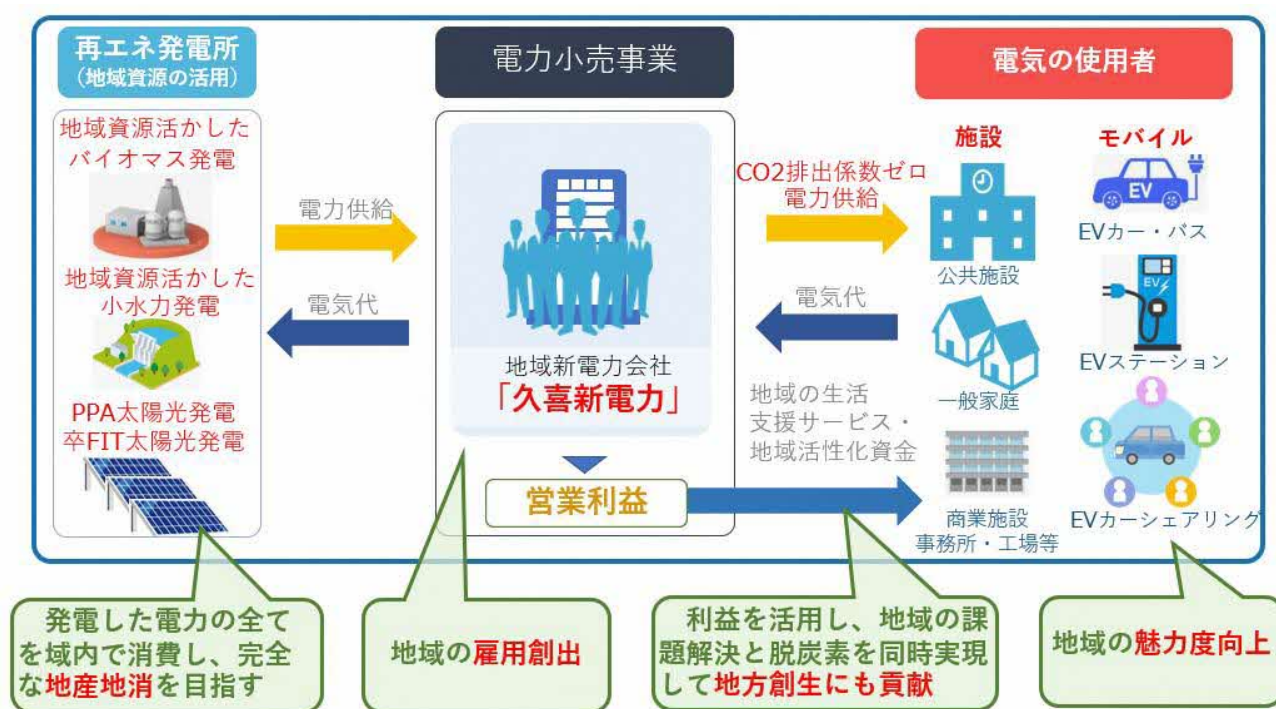 再エネ発電所
（地域資源の活用）
地域資源活かした
バイオマス発電
地域資源活かした
小水力発電
PPA太陽光発電
卒FIT太陽光発電
電力供給
電気代
電力小売事業
地域新電力会社
「久喜新電力」
営業利益
CO2排出係数ゼロ
電力供給
電気代
地域の生活
支援サービス・
地域活性化資金
電気の使用者
施設
公共施設
一般家庭
商業施設
事務所・工場等
モバイル
EV
EVカー・バス
EV
EVステーション
EVカーシェアリング
発電した電力の全て
を域内で消費し、完全
な地産地消を目指す
地域の雇用創出
利益を活用し、地域の課
題解決と脱炭素を同時実現
して地方創生にも貢献
地域の魅力度向上